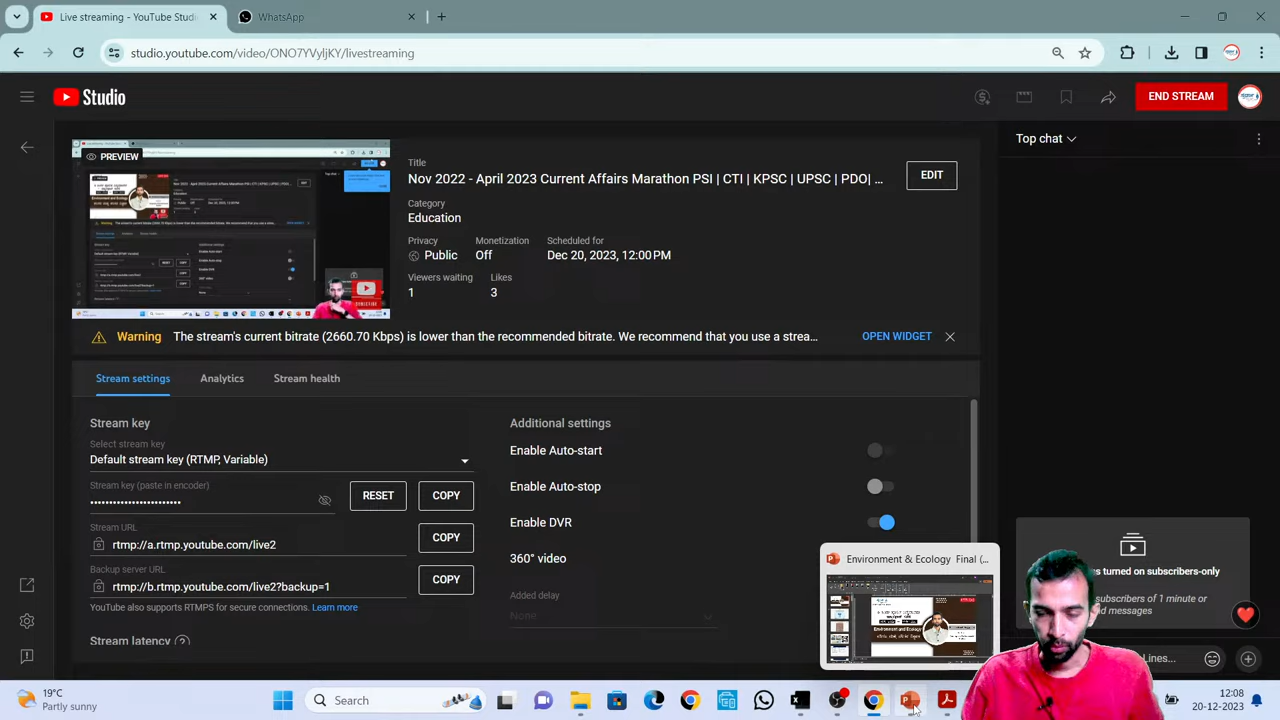 Live streaming - YouTube Studi
WhatsApp
studio.youtube.com/video/ONO7YVyljKY/livestreaming
Studio
END STREAM
PREVIEW
Title
Nov 2022 - April 2023 Current Affairs Marathon PSI | CTI | KPSC | UPSC | PDO| ...
EDIT
Category
Education
Privacy
Monetization
Scheduled for
Public
Off
Dec 20, 2023, 12:00 PM
Viewers waiting
Likes
1
3
Top chat
Warning
The stream's current bitrate (2660.70 Kbps) is lower than the recommended bitrate. We recommend that you use a strea...
OPEN WIDGET
Stream settings
Analytics
Stream health
Stream key
Select stream key
Default stream key (RTMP, Variable)
Stream key (paste in encoder)
RESET
COPY
Stream URL
rtmp://a.rtmp.youtube.com/live2
COPY
Backup server URL
rtmp://b.rtmp.youtube.com/live2?backup=1
COPY
YouTube also supports RTMPS for secure connections. Learn more
Stream latency
Additional settings
Enable Auto-start
Enable Auto-stop
Enable DVR
360° video
Added delay
None
Environment & Ecology Final (...
Environment and Ecology
turned on subscribers-only
subscribers of 1 minute or
messages
Lines...
19°C
Partly sunny
Search
12:08
20-12-2023